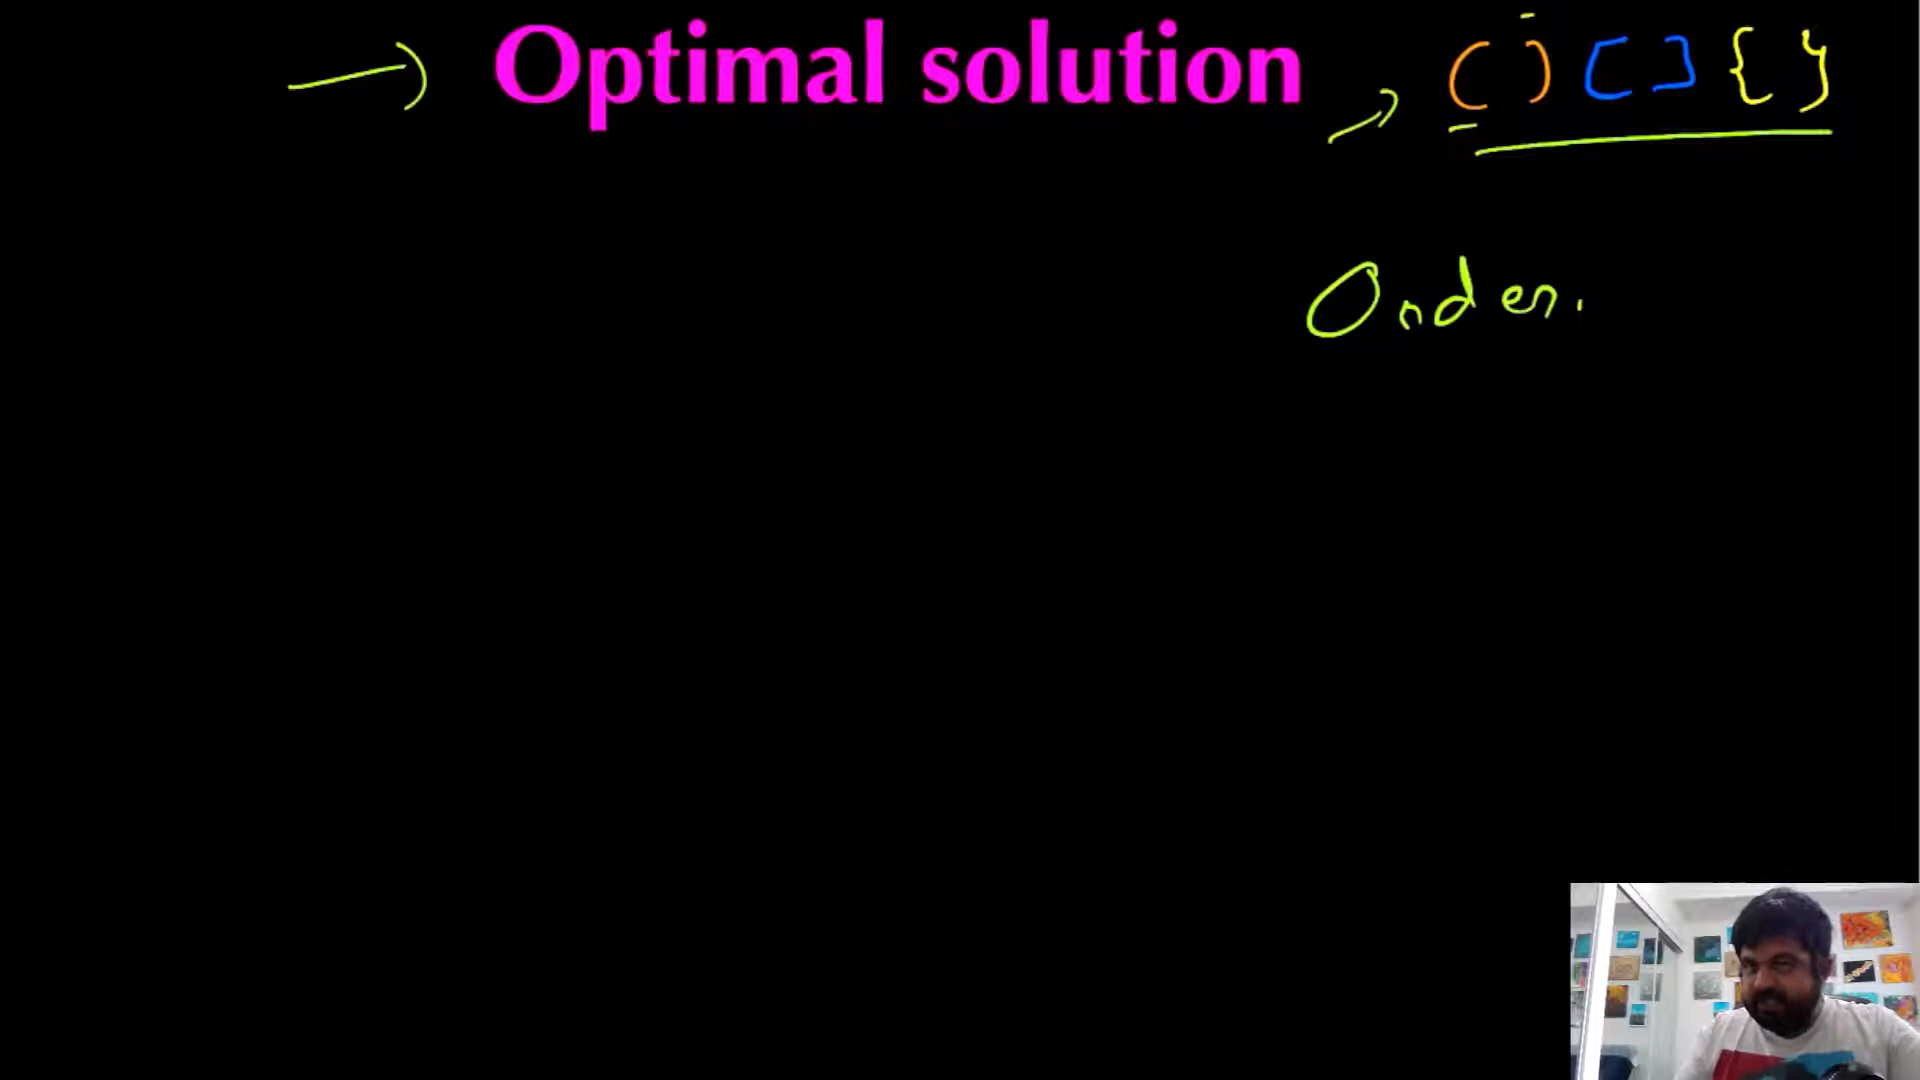 Optimal solution ( ) [ ] { }
Order.